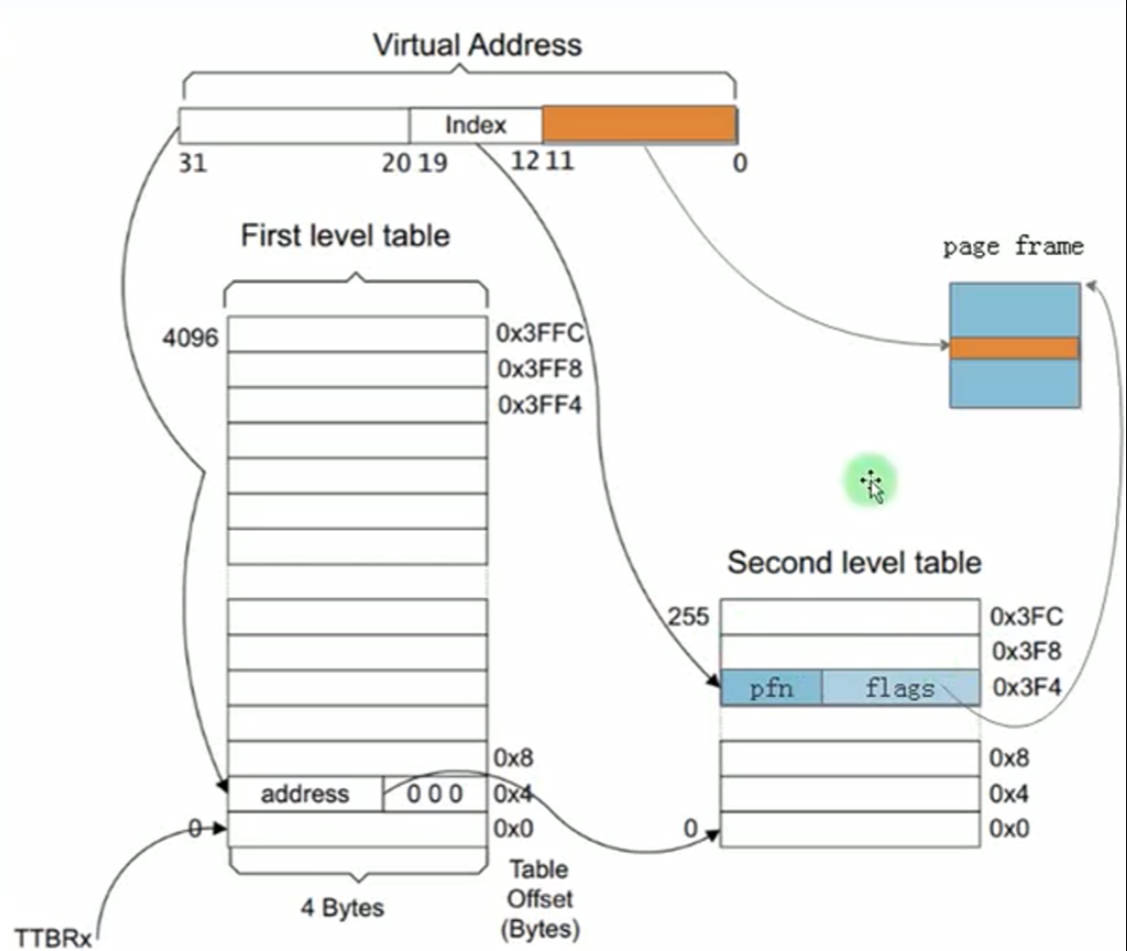 Virtual Address
Index
31
20 19
12 11
0
First level table
page frame
4096
0x3FFC
0x3FF8
0x3FF4
Second level table
255
0x3FC
0x3F8
pfn
flags
0x3F4
0x8
0x8
address
0 0 0
0x4
0x4
0
0x0
0
0x0
Table
Offset
(Bytes)
4 Bytes
TTBRx